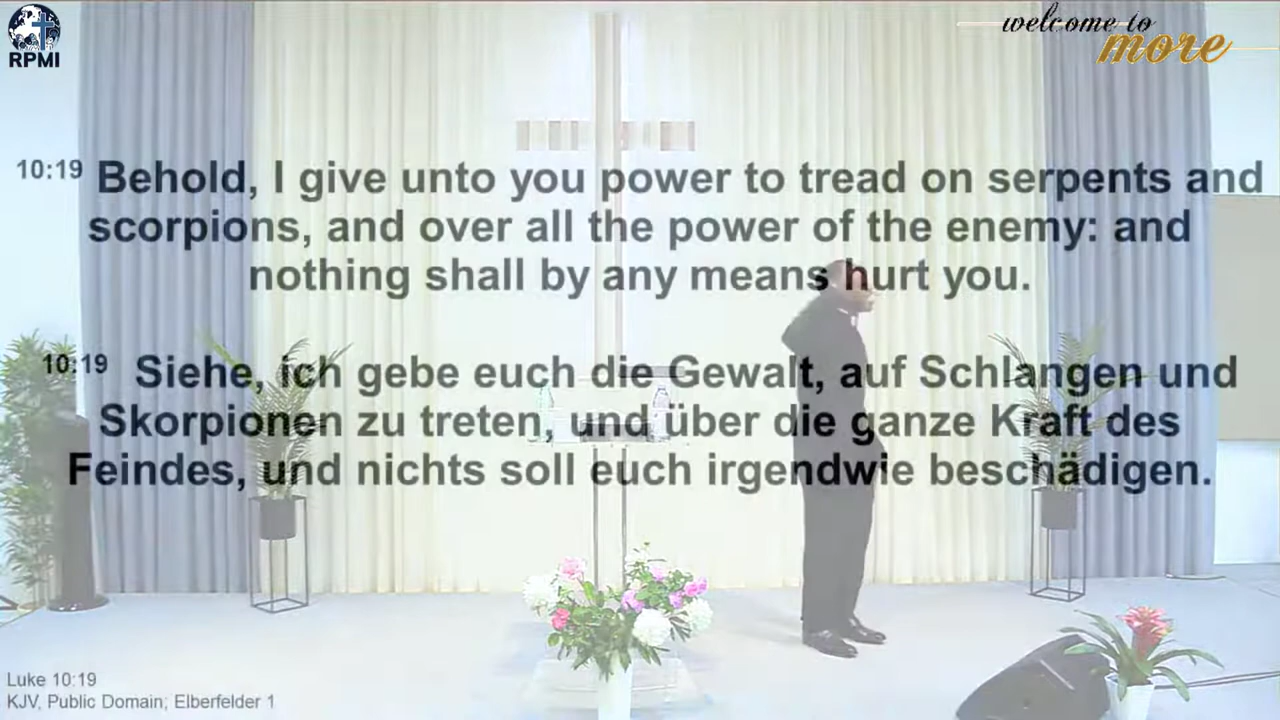 RPMI
welcome to
more
10:19 Behold, I give unto you power to tread on serpents and
scorpions, and over all the power of the enemy: and
nothing shall by any means hurt you.
10:19 Siehe, ich gebe euch die Gewalt, auf Schlangen und
Skorpionen zu treten, und über die ganze Kraft des
Feindes, und nichts soll euch irgendwie beschädigen.
Luke 10:19
KJV, Public Domain; Elberfelder 1